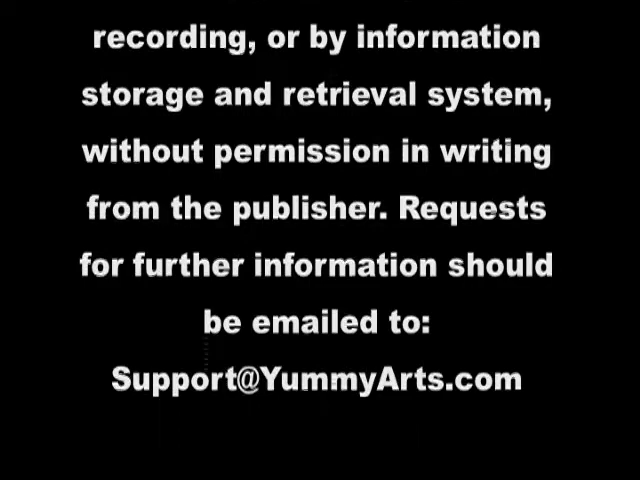 recording, or by information
storage and retrieval system,
without permission in writing
from the publisher. Requests
for further information should
be emailed to:
Support@YummyArts.com